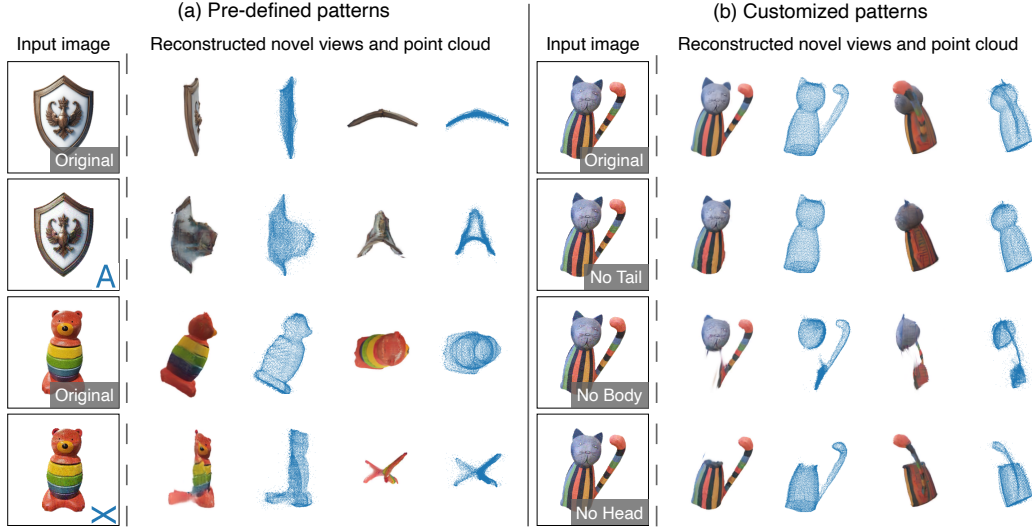 (a) Pre-defined patterns
Input image
Reconstructed novel views and point cloud
Original
A
Original
X
(b) Customized patterns
Input image
Reconstructed novel views and point cloud
Original
No Tail
No Body
No Head